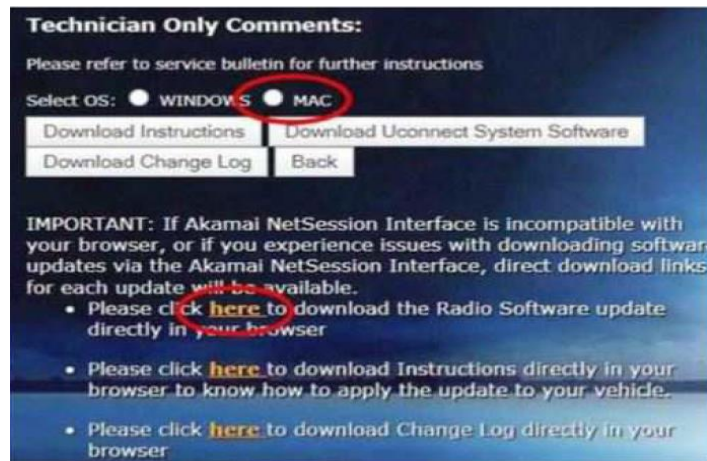 Technician Only Comments:
Please refer to service bulletin for further instructions
Select OS: WINDOWS MAC
Download Instructions Download Uconnect System Software
Download Change Log Back
IMPORTANT: If Akamai NetSession Interface is incompatible with
your browser, or if you experience issues with downloading softwar
updates via the Akamai NetSession Interface, direct download links
for each update will be available.
• Please click here to download the Radio Software update
directly in your browser
• Please click here to download Instructions directly in your
browser to know how to apply the update to your vehicle.
• Please click here to download Change Log directly in your
browser